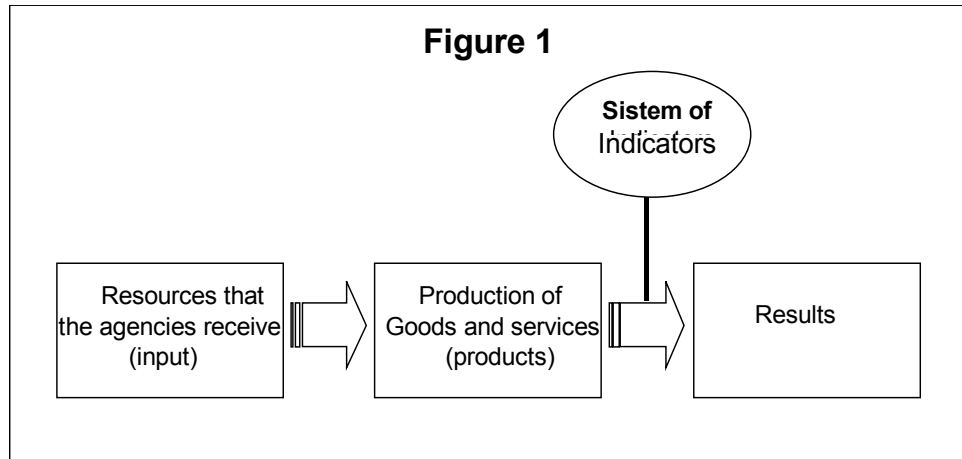 Figure 1
Sistem of
Indicators
Resources that
the agencies receive
(input)
Production of
Goods and services
(products)
Results